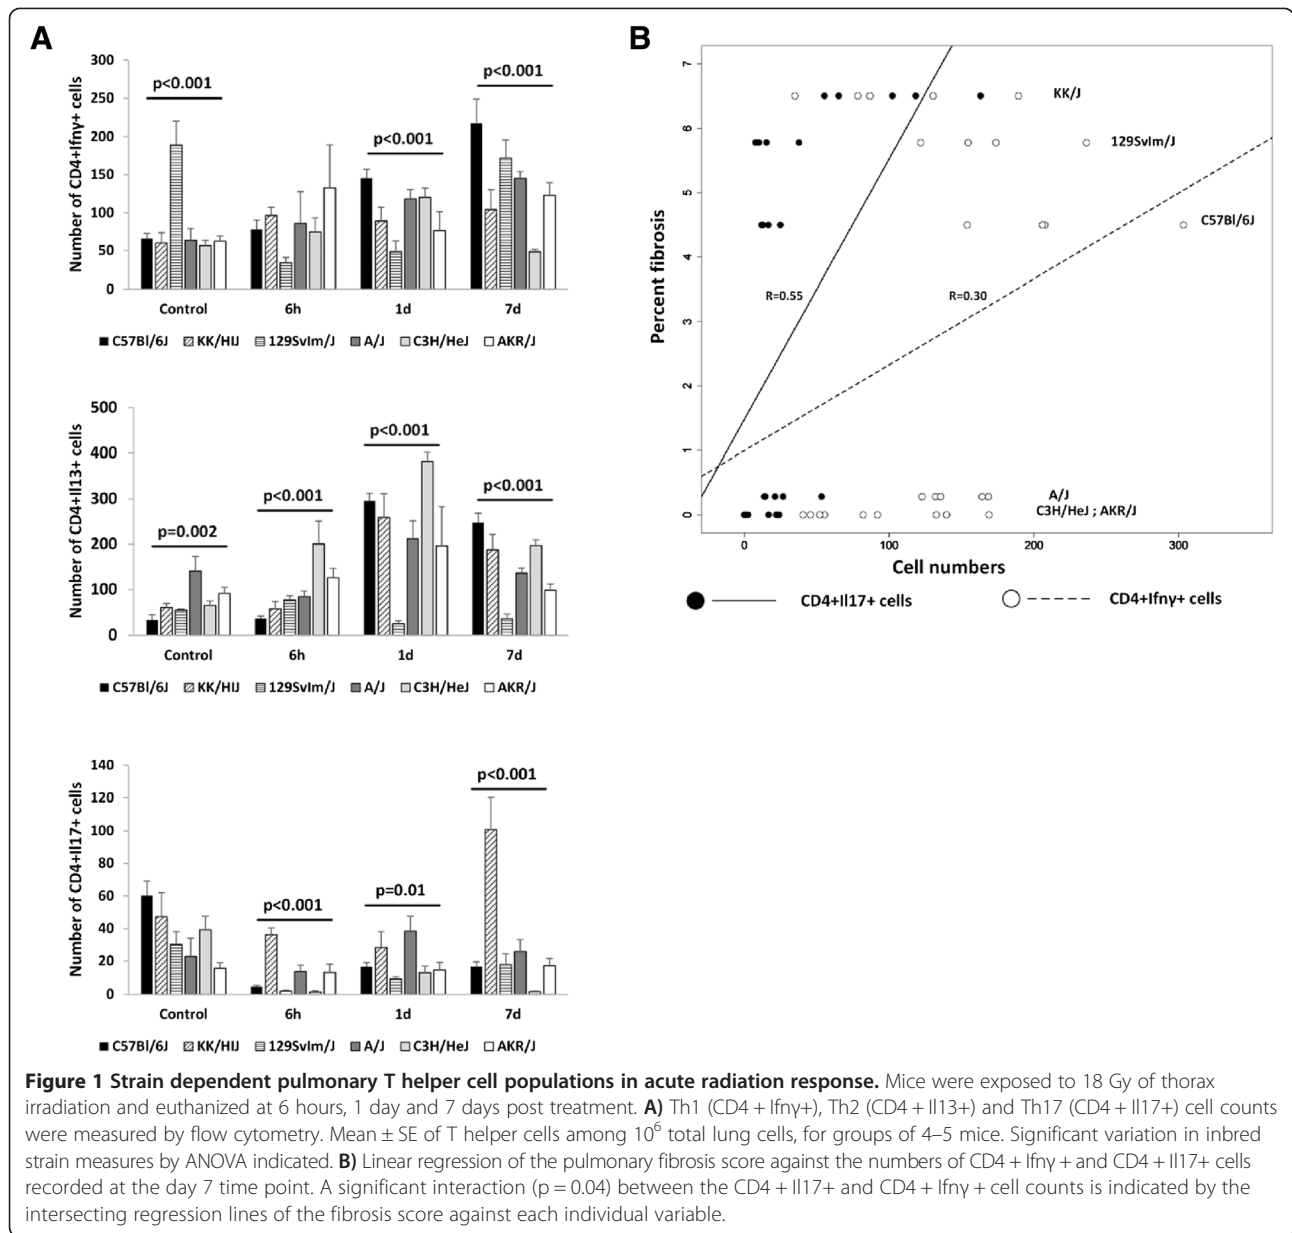 A
300
250
200
150
100
50
0
Number of CD4+Ifnγ+ cells
p<0.001
p<0.001
p<0.001
Control 6h 1d 7d
C57Bl/6J KK/HIJ 129SvIm/J A/J C3H/HeJ AKR/J
500
400
300
200
100
0
Number of CD4+Il13+ cells
p=0.002
p<0.001
p<0.001
p<0.001
Control 6h 1d 7d
C57Bl/6J KK/HIJ 129SvIm/J A/J C3H/HeJ AKR/J
140
120
100
80
60
40
20
0
Number of CD4+Il17+ cells
p<0.001
p=0.01
p<0.001
Control 6h 1d 7d
C57Bl/6J KK/HIJ 129SvIm/J A/J C3H/HeJ AKR/J
B
7
6
5
4
3
2
1
0
Percent fibrosis
KK/J
129SvIm/J
C57Bl/6J
R=0.55
R=0.30
A/J
C3H/HeJ ; AKR/J
0 100 200 300
Cell numbers
CD4+Il17+ cells
CD4+Ifnγ+ cells
Figure 1 Strain dependent pulmonary T helper cell populations in acute radiation response. Mice were exposed to 18 Gy of thorax
irradiation and euthanized at 6 hours, 1 day and 7 days post treatment. A) Th1 (CD4 + Ifnγ+), Th2 (CD4 + Il13+) and Th17 (CD4 + Il17+) cell counts
were measured by flow cytometry. Mean ± SE of T helper cells among 10⁶ total lung cells, for groups of 4–5 mice. Significant variation in inbred
strain measures by ANOVA indicated. B) Linear regression of the pulmonary fibrosis score against the numbers of CD4 + Ifnγ + and CD4 + Il17+ cells
recorded at the day 7 time point. A significant interaction (p = 0.04) between the CD4 + Il17+ and CD4 + Ifnγ + cell counts is indicated by the
intersecting regression lines of the fibrosis score against each individual variable.